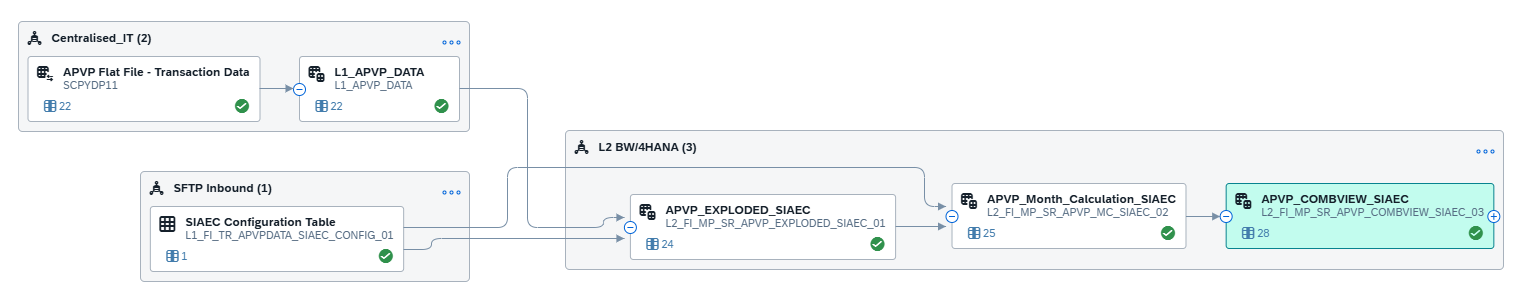 Centralised_IT (2)
APVP Flat File - Transaction Data
SCPYDP11
22
L1_APVP_DATA
L1_APVP_DATA
22
SFTP Inbound (1)
SIAEC Configuration Table
L1_FI_TR_APVPDATA_SIAEC_CONFIG_01
1
L2 BW/4HANA (3)
APVP_EXPLODED_SIAEC
L2_FI_MP_SR_APVP_EXPLODED_SIAEC_01
24
APVP_Month_Calculation_SIAEC
L2_FI_MP_SR_APVP_MC_SIAEC_02
25
APVP_COMBVIEW_SIAEC
L2_FI_MP_SR_APVP_COMBVIEW_SIAEC_03
28